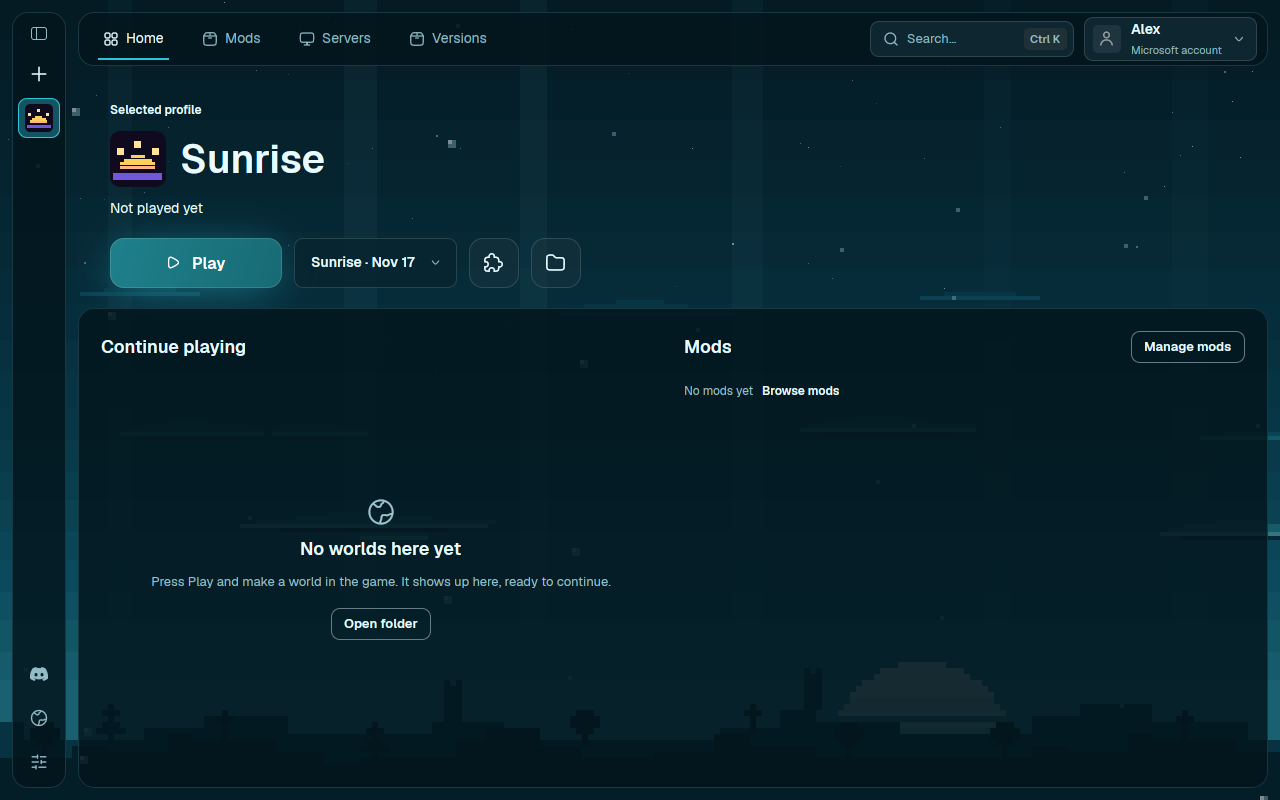 Home
Mods
Servers
Versions
Search...
Ctrl K
Alex
Microsoft account
Selected profile
Sunrise
Not played yet
Play
Sunrise · Nov 17
Continue playing
Mods
Manage mods
No mods yet Browse mods
No worlds here yet
Press Play and make a world in the game. It shows up here, ready to continue.
Open folder